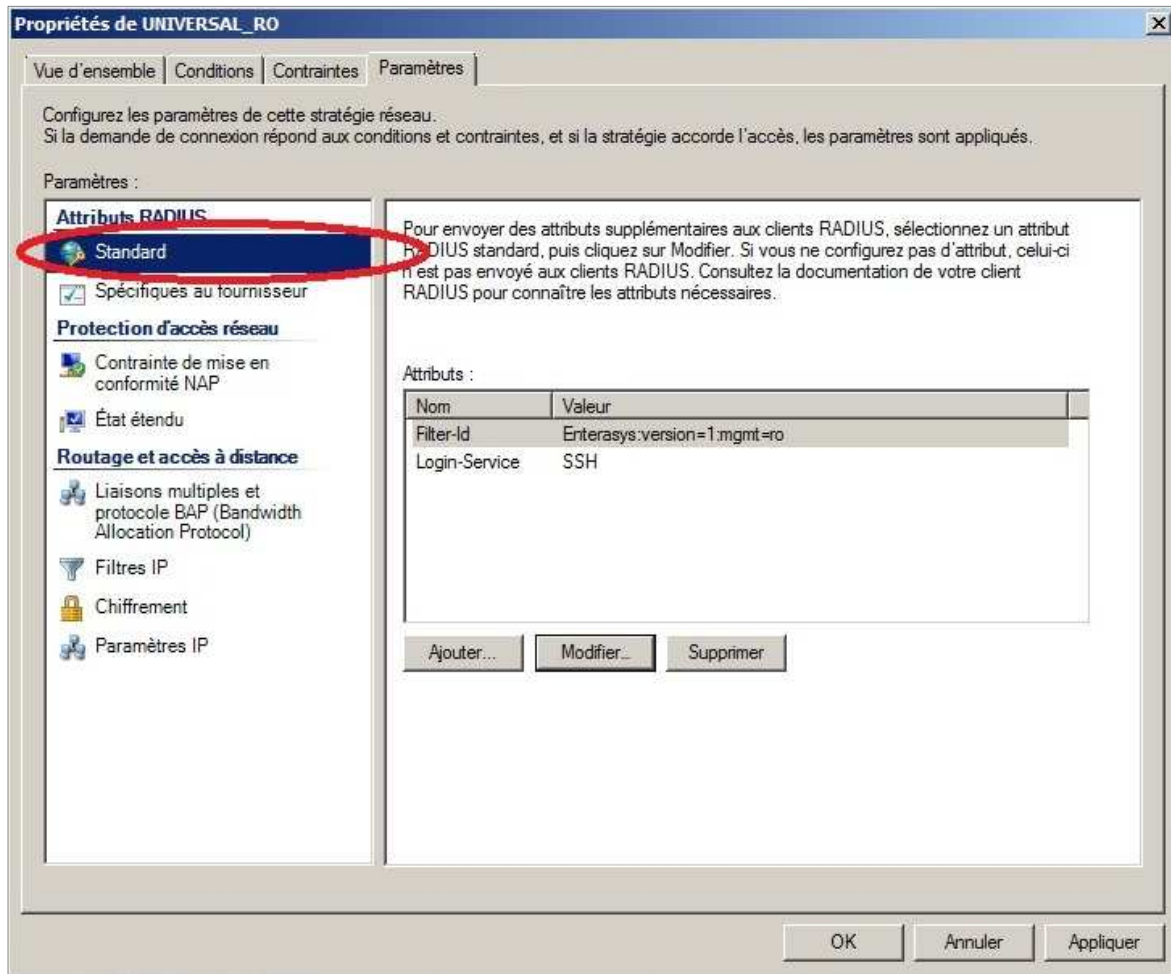 Propriétés de UNIVERSAL_RO
Vue d'ensemble
Conditions
Contraintes
Paramètres
Configurez les paramètres de cette stratégie réseau.
Si la demande de connexion répond aux conditions et contraintes, et si la stratégie accorde l'accès, les paramètres sont appliqués.
Paramètres :
Attributs RADIUS
Standard
Spécifiques au fournisseur
Protection d'accès réseau
Contrainte de mise en
conformité NAP
État étendu
Routage et accès à distance
Liaisons multiples et
protocole BAP (Bandwidth
Allocation Protocol)
Filtres IP
Chiffrement
Paramètres IP
Pour envoyer des attributs supplémentaires aux clients RADIUS, sélectionnez un attribut
RADIUS standard, puis cliquez sur Modifier. Si vous ne configurez pas d'attribut, celui-ci
n'est pas envoyé aux clients RADIUS. Consultez la documentation de votre client
RADIUS pour connaître les attributs nécessaires.
Attributs :
Nom Valeur
Filter-Id Enterasys:version=1:mgmt=ro
Login-Service SSH
Ajouter...
Modifier...
Supprimer
OK
Annuler
Appliquer